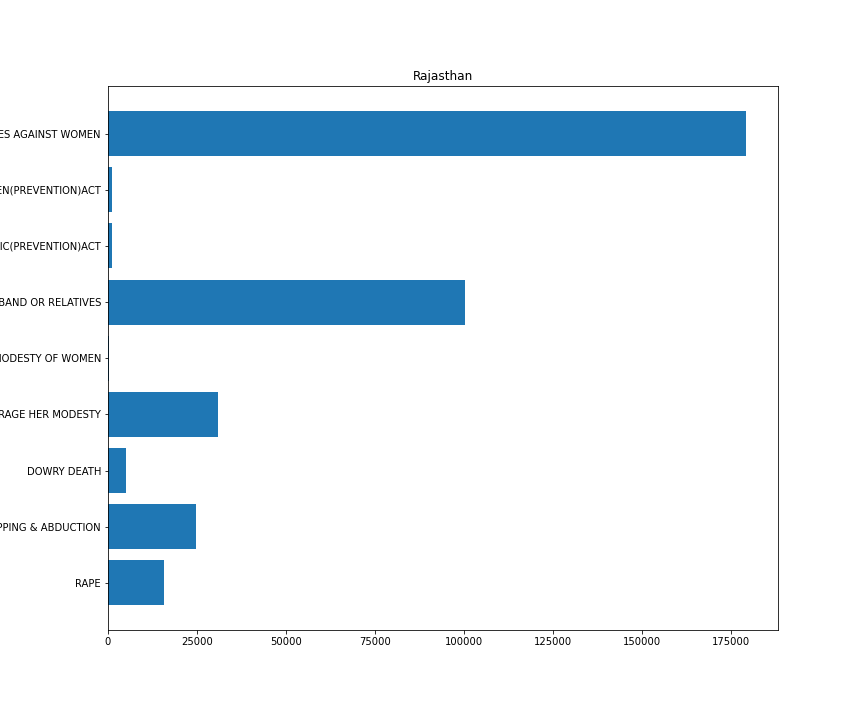 Rajasthan
ES AGAINST WOMEN
EN(PREVENTION)ACT
IC(PREVENTION)ACT
BAND OR RELATIVES
MODESTY OF WOMEN
RAGE HER MODESTY
DOWRY DEATH
PPING & ABDUCTION
RAPE
0 25000 50000 75000 100000 125000 150000 175000